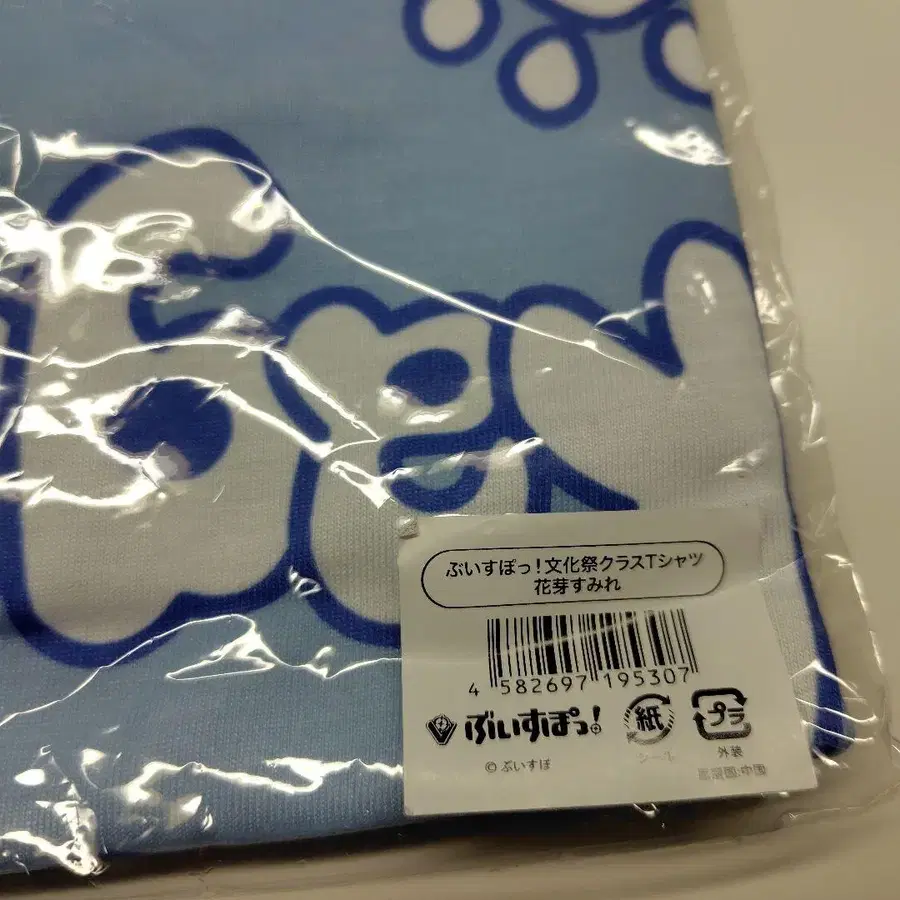 ぶいすぽっ！文化祭クラスTシャツ
花芽すみれ
4 582697 195307
ぶいすぽっ!
紙
プラ
シール
外装
© ぶいすぽ
原産国:中国